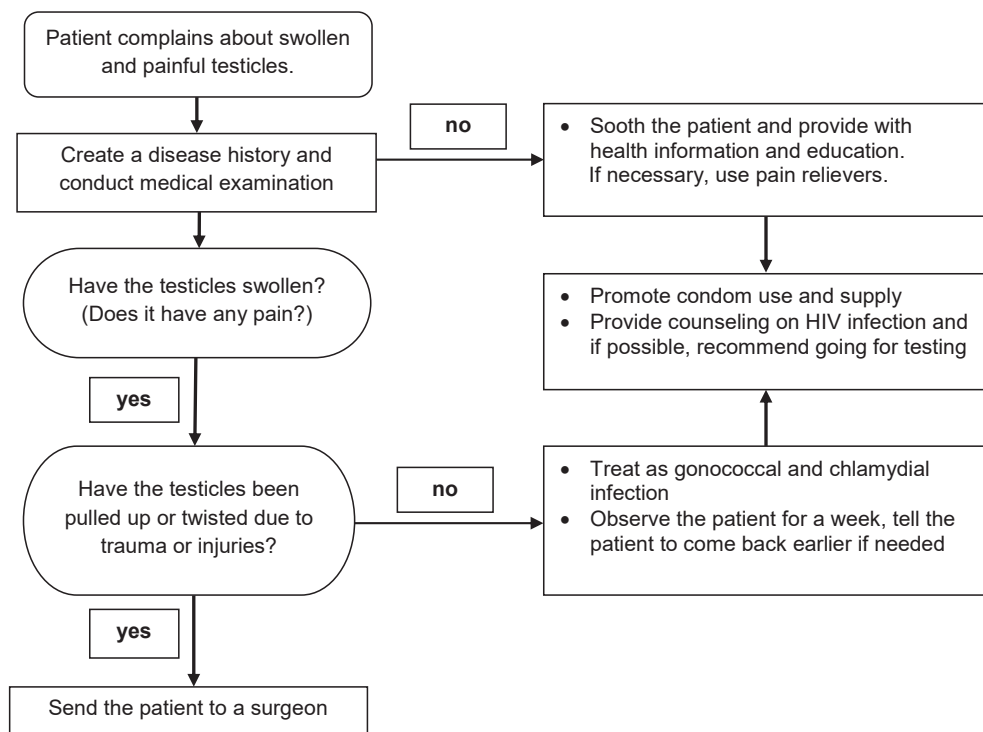 Patient complains about swollen
and painful testicles.
no
Create a disease history and
conduct medical examination
• Sooth the patient and provide with
health information and education.
If necessary, use pain relievers.
Have the testicles swollen?
(Does it have any pain?)
• Promote condom use and supply
• Provide counseling on HIV infection and
if possible, recommend going for testing
yes
Have the testicles been
pulled up or twisted due to
trauma or injuries?
no
• Treat as gonococcal and chlamydial
infection
• Observe the patient for a week, tell the
patient to come back earlier if needed
yes
Send the patient to a surgeon